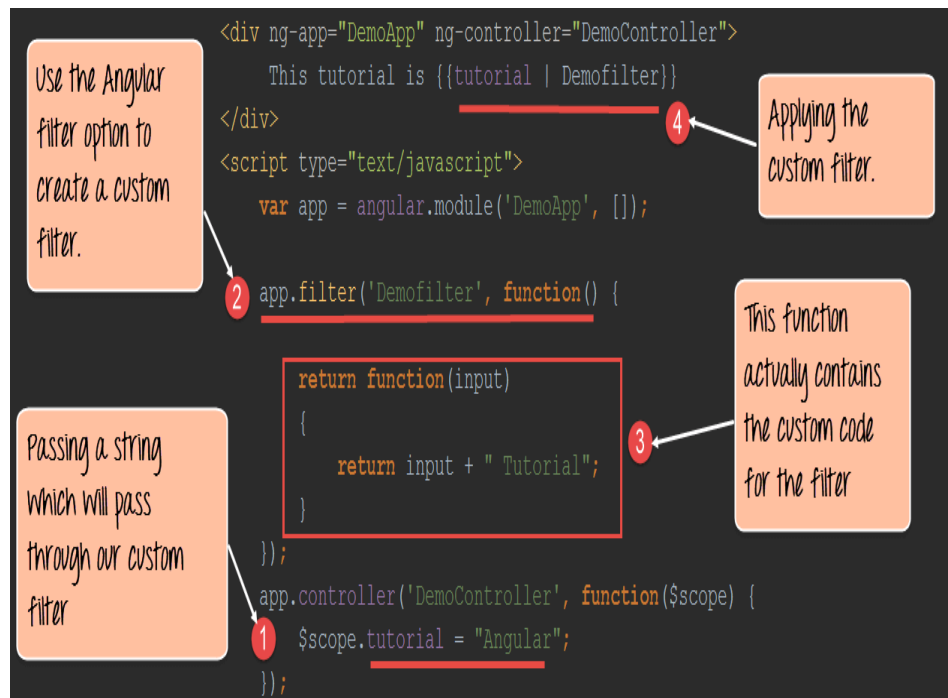 <div ng-app="DemoApp" ng-controller="DemoController">
This tutorial is {{tutorial | Demofilter}}
</div>
<script type="text/javascript">
var app = angular.module('DemoApp', []);
app.filter('Demofilter', function() {
return function(input)
{
return input + " Tutorial";
}
});
app.controller('DemoController', function($scope) {
$scope.tutorial = "Angular";
});
Use the Angular
filter option to
create a custom
filter.
2
Passing a string
which will pass
through our custom
filter
1
Applying the
custom filter.
4
This function
actually contains
the custom code
for the filter
3